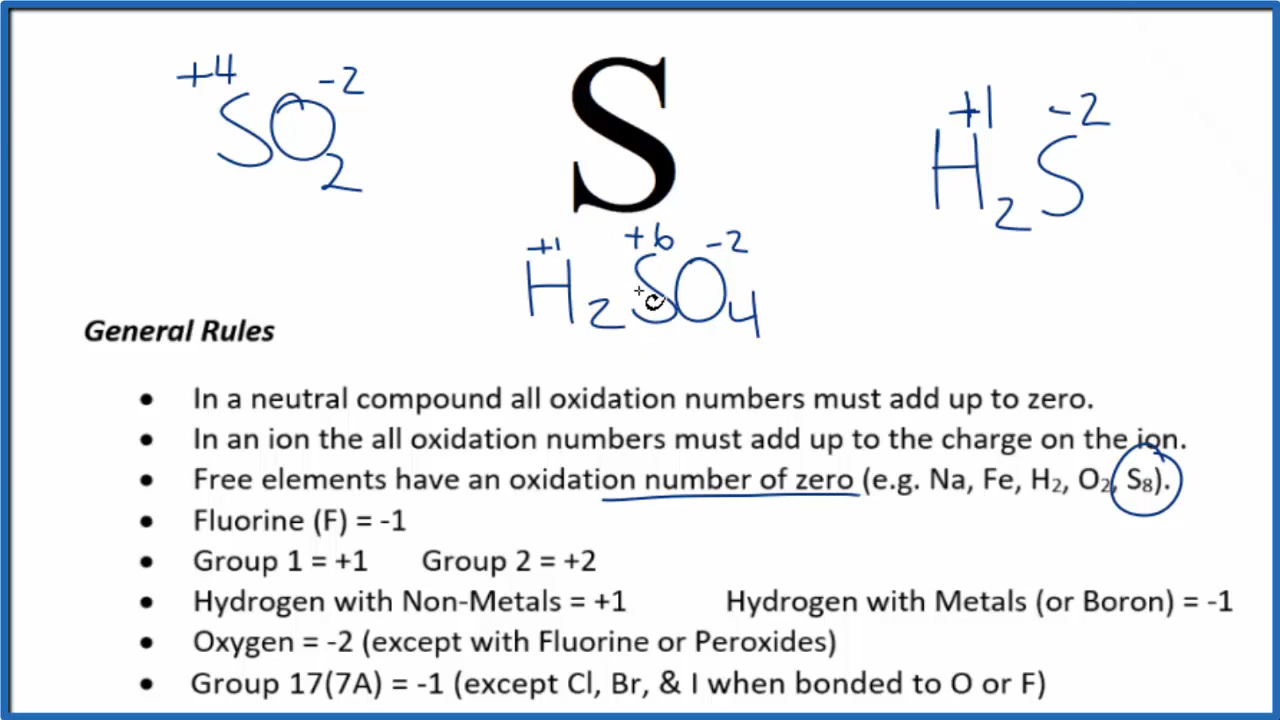 +4 -2
SO2
S
+1 -2
H2S
+1 +6 -2
H2SO4
General Rules
• In a neutral compound all oxidation numbers must add up to zero.
• In an ion the all oxidation numbers must add up to the charge on the ion.
• Free elements have an oxidation number of zero (e.g. Na, Fe, H₂, O₂, S₈).
• Fluorine (F) = -1
• Group 1 = +1 Group 2 = +2
• Hydrogen with Non-Metals = +1 Hydrogen with Metals (or Boron) = -1
• Oxygen = -2 (except with Fluorine or Peroxides)
• Group 17(7A) = -1 (except Cl, Br, & I when bonded to O or F)